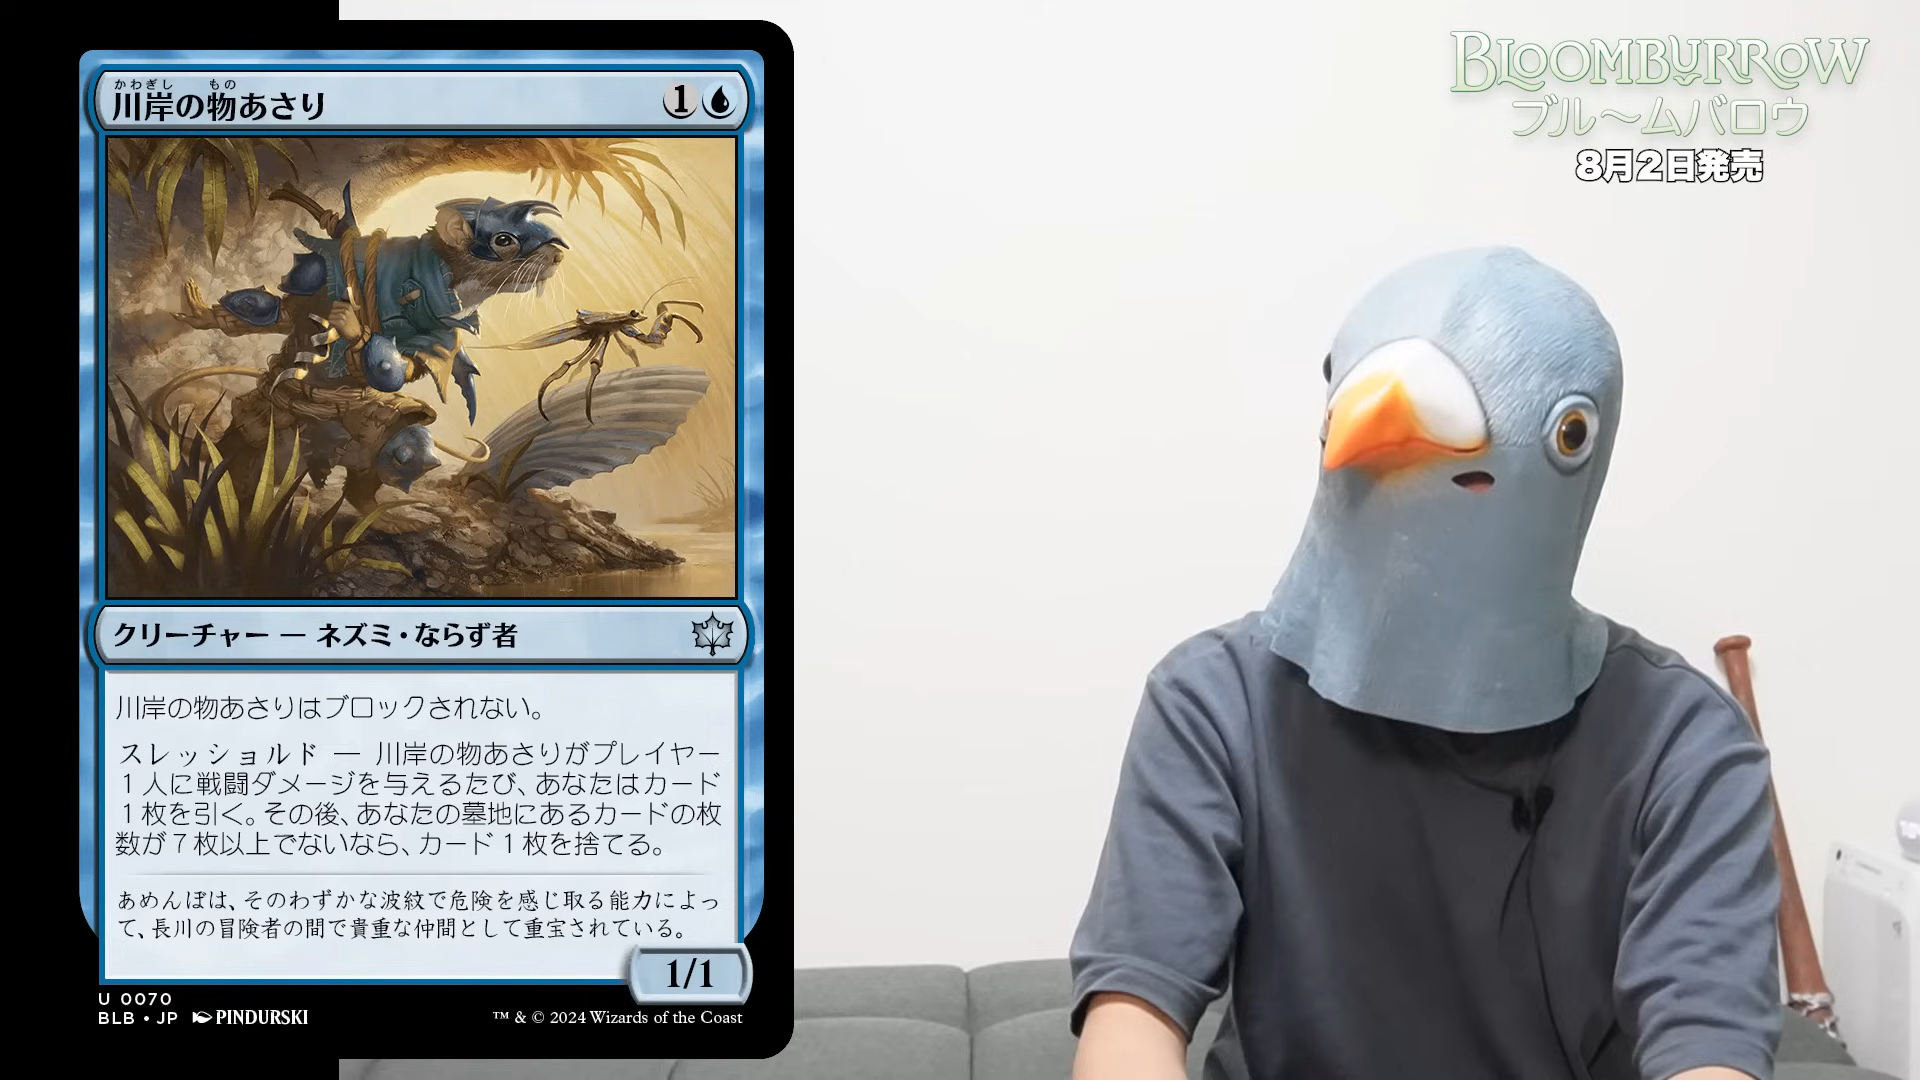 かわぎし もの
川岸の物あさり 1
クリーチャー — ネズミ・ならず者
川岸の物あさりはブロックされない。
スレッショルド — 川岸の物あさりがプレイヤー
1人に戦闘ダメージを与えるたび、あなたはカード
1枚を引く。その後、あなたの墓地にあるカードの枚
数が7枚以上でないなら、カード1枚を捨てる。
あめんぼは、そのわずかな波紋で危険を感じ取る能力によっ
て、長川の冒険者の間で貴重な仲間として重宝されている。
1/1
U 0070
BLB • JP PINDURSKI
™ & © 2024 Wizards of the Coast
BLOOMBURROW
ブルームバロウ
8月2日発売